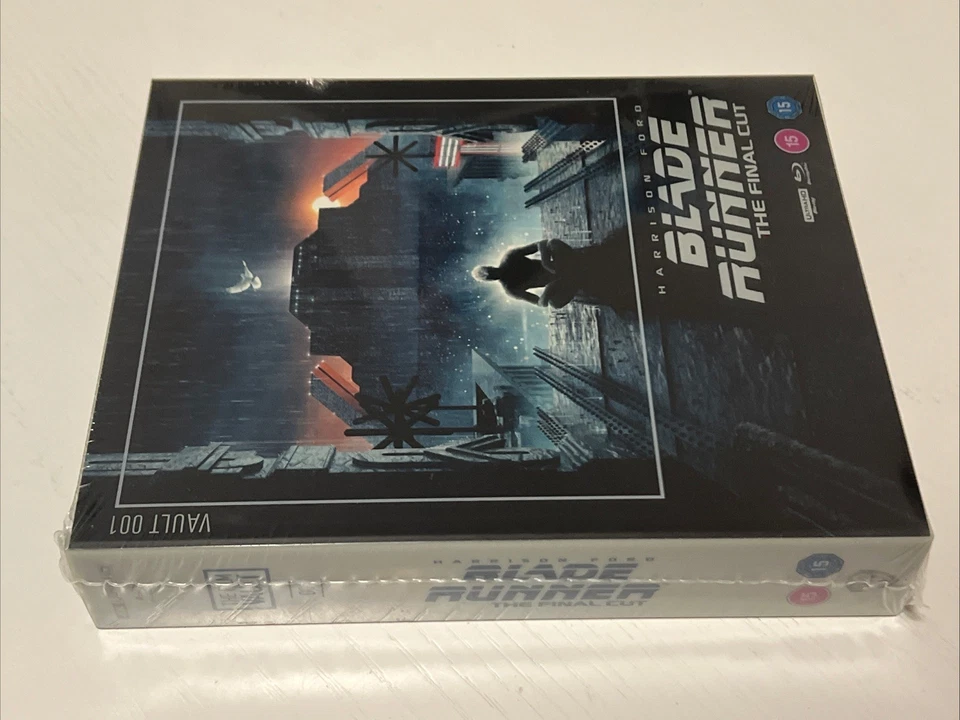 VAULT 001
HARRISON FORD
BLADE
RUNNER™
THE FINAL CUT
15
15
HARRISON FORD
BLADE
RUNNER
THE FINAL CUT
15
15